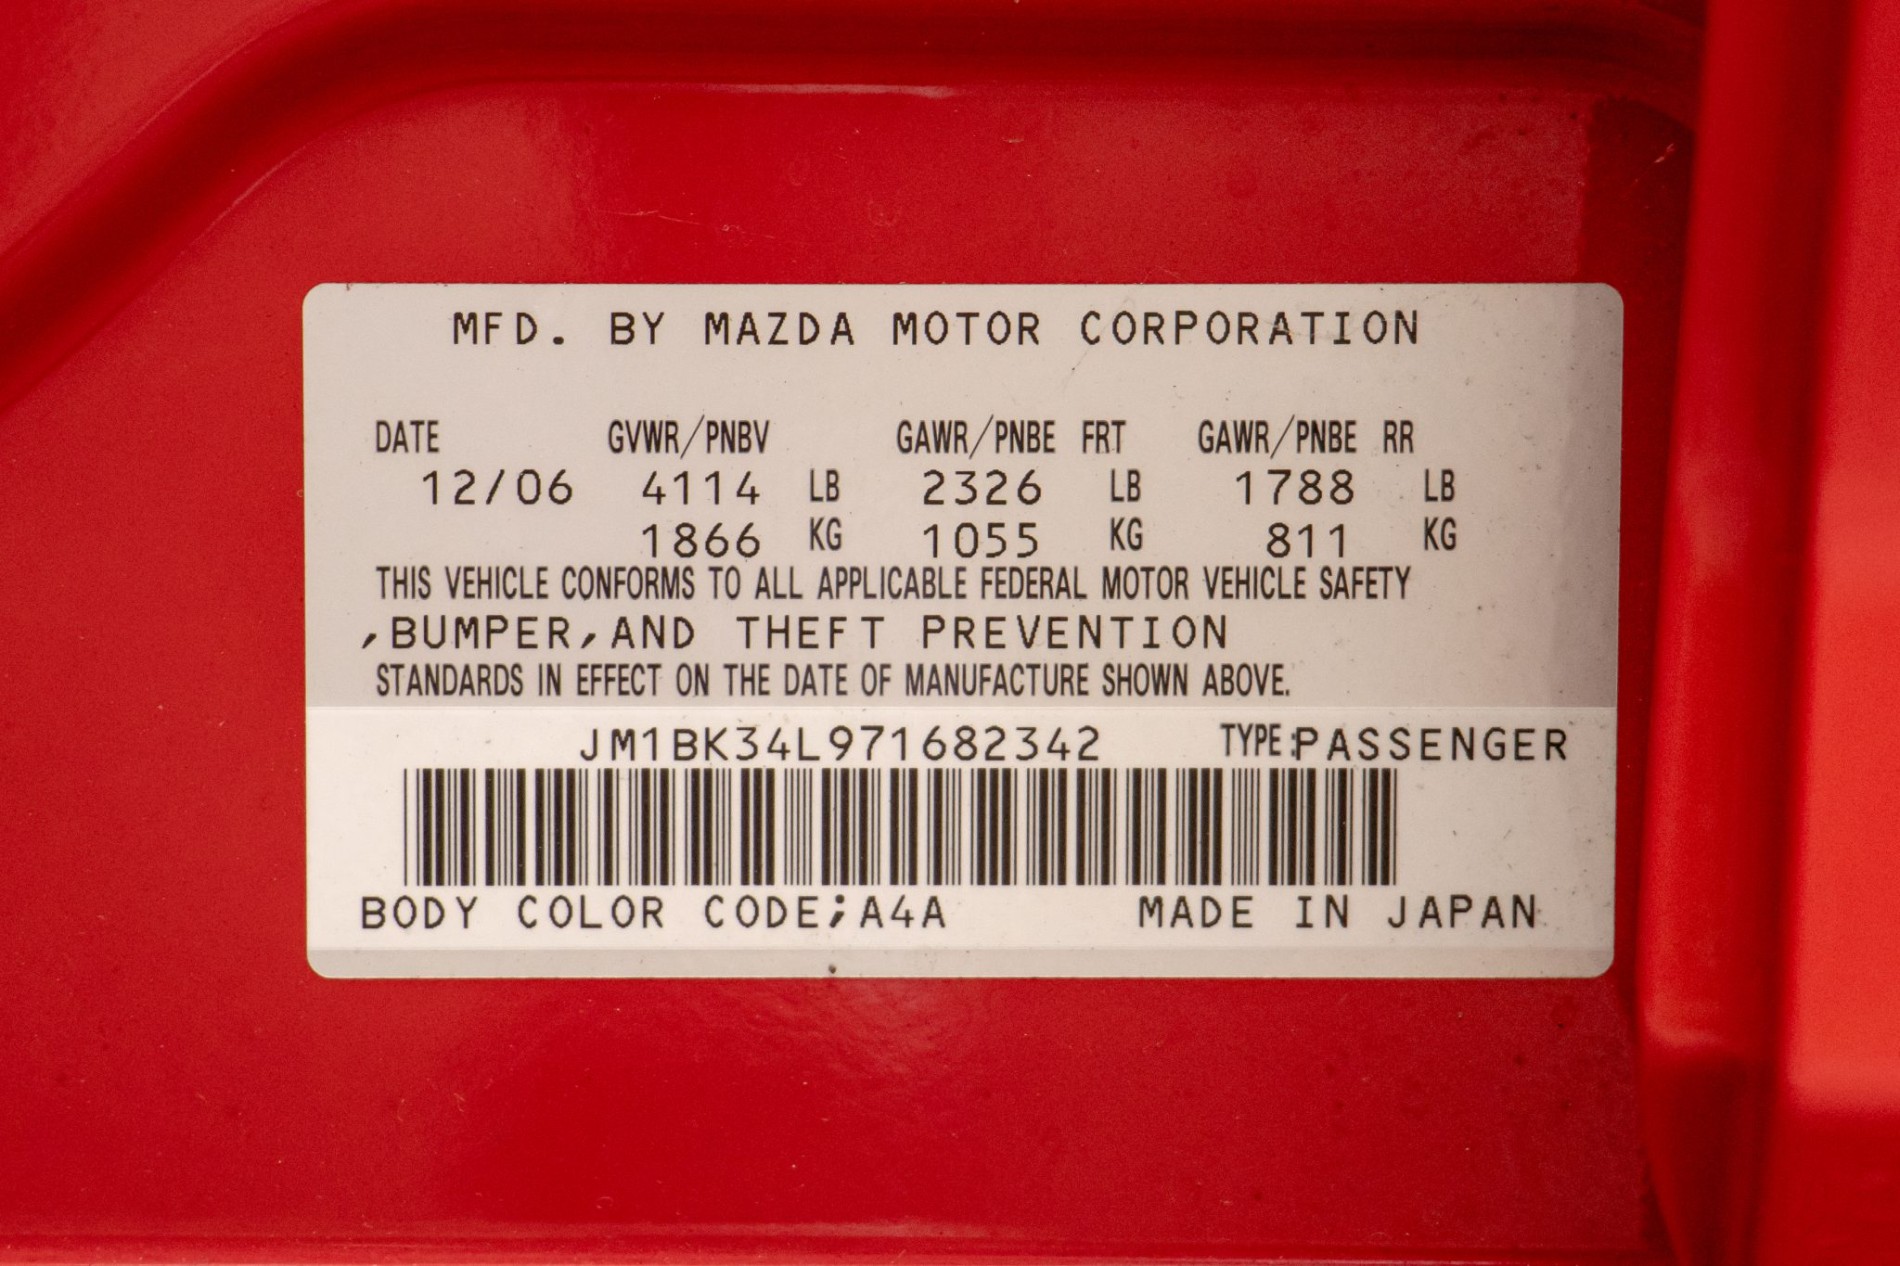 MFD. BY MAZDA MOTOR CORPORATION
DATE GVWR/PNBV GAWR/PNBE FRT GAWR/PNBE RR
12/06 4114 LB 2326 LB 1788 LB
1866 KG 1055 KG 811 KG
THIS VEHICLE CONFORMS TO ALL APPLICABLE FEDERAL MOTOR VEHICLE SAFETY
,BUMPER,AND THEFT PREVENTION
STANDARDS IN EFFECT ON THE DATE OF MANUFACTURE SHOWN ABOVE.
JM1BK34L971682342 TYPE:PASSENGER
BODY COLOR CODE;A4A MADE IN JAPAN